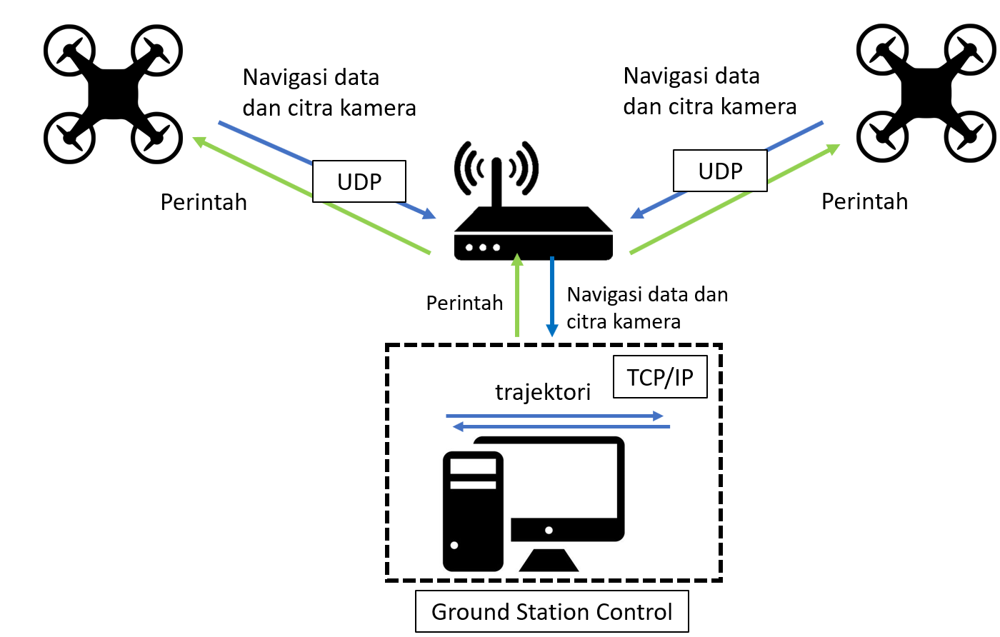 Navigasi data
dan citra kamera
Navigasi data
dan citra kamera
UDP
UDP
Perintah
Perintah
Perintah
Navigasi data dan
citra kamera
TCP/IP
trajektori
Ground Station Control